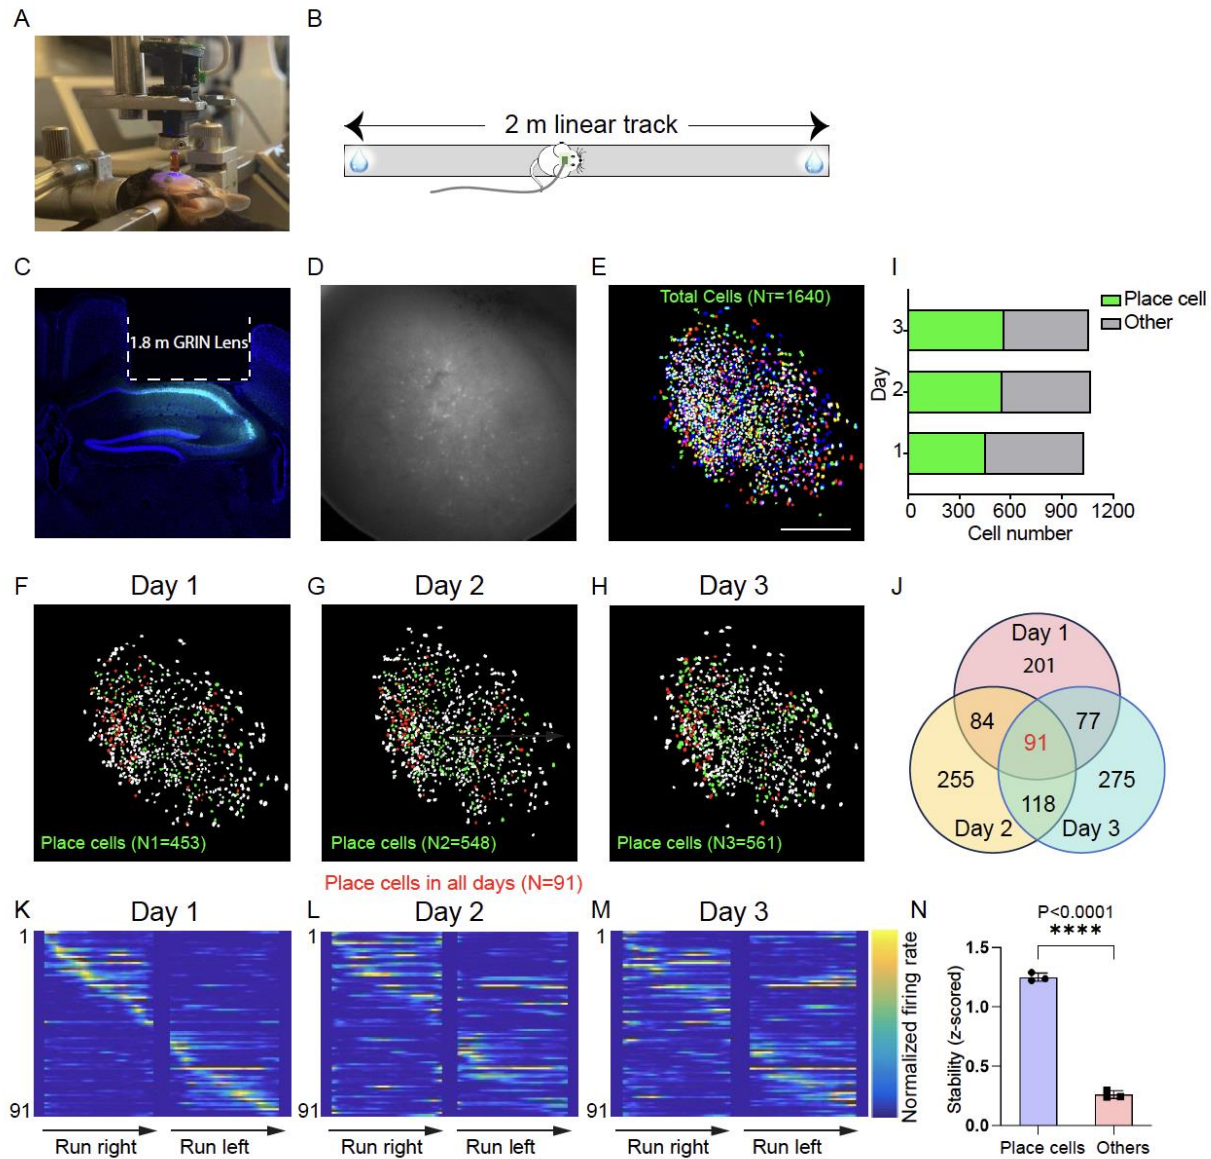 A
B
2 m linear track
C
D
E
I
1.8 m GRIN Lens
Total Cells (NT=1640)
Place cell
Other
Day
3
2
1
0
300
600
900
1200
Cell number
F
Day 1
G
Day 2
H
Day 3
J
Place cells (N1=453)
Place cells (N2=548)
Place cells (N3=561)
Place cells in all days (N=91)
Day 1
201
84
77
91
255
275
118
Day 2
Day 3
K
Day 1
L
Day 2
M
Day 3
N
1
91
Run right
Run left
1
91
Run right
Run left
1
91
Run right
Run left
Normalized firing rate
P<0.0001
****
Stability (z-scored)
1.5
1.0
0.5
0.0
Place cells
Others